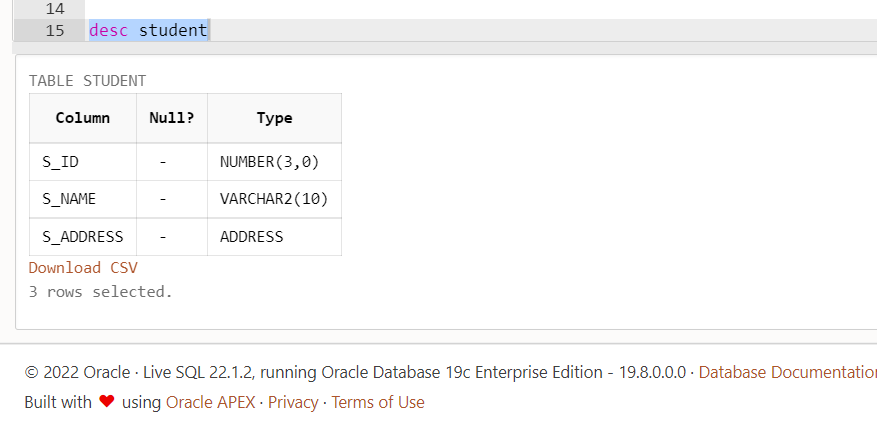 14
15 desc student
TABLE STUDENT
Column Null? Type
S_ID - NUMBER(3,0)
S_NAME - VARCHAR2(10)
S_ADDRESS - ADDRESS
Download CSV
3 rows selected.
© 2022 Oracle · Live SQL 22.1.2, running Oracle Database 19c Enterprise Edition - 19.8.0.0.0 · Database Documentation
Built with ❤ using Oracle APEX · Privacy · Terms of Use